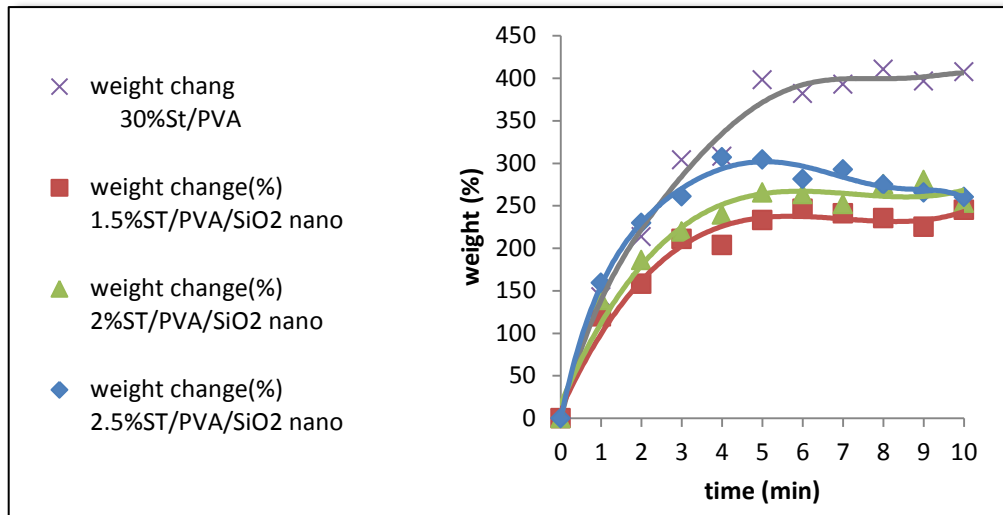 weight chang
30%St/PVA
weight change(%)
1.5%ST/PVA/SiO2 nano
weight change(%)
2%ST/PVA/SiO2 nano
weight change(%)
2.5%ST/PVA/SiO2 nano
450
400
350
300
250
200
150
100
50
0
weight (%)
0 1 2 3 4 5 6 7 8 9 10
time (min)